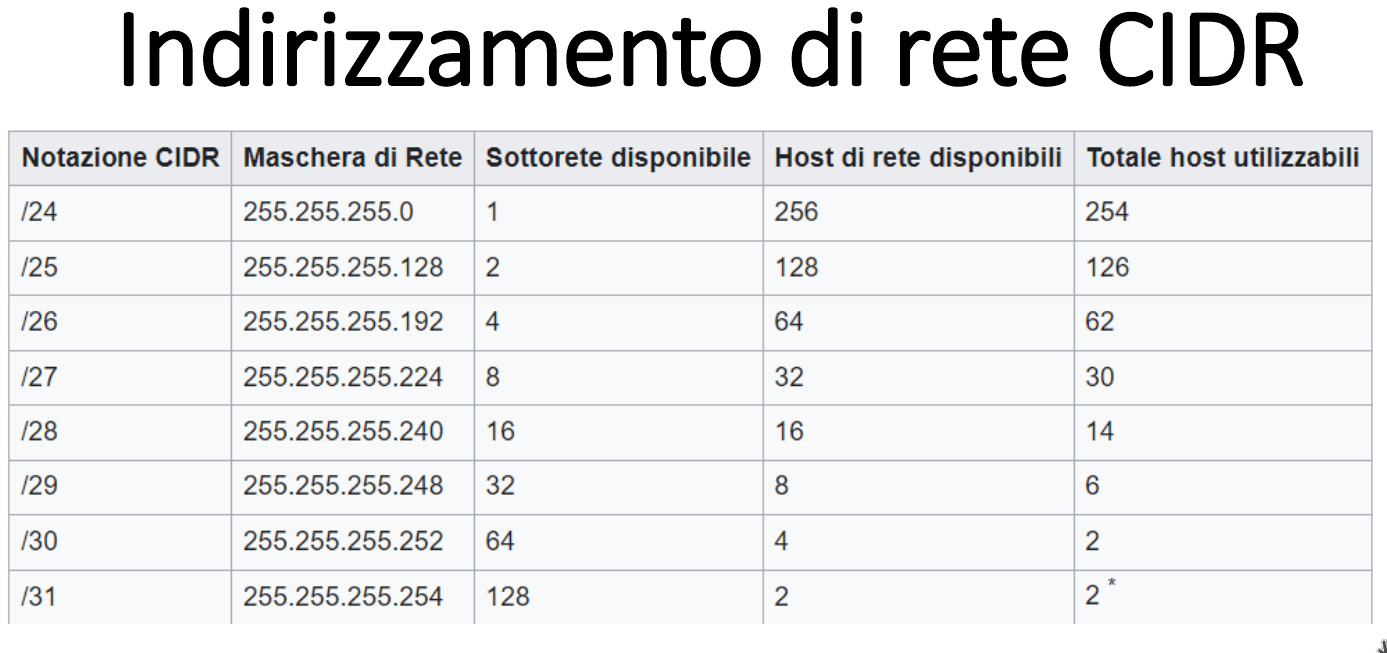 Indirizzamento di rete CIDR
Notazione CIDR Maschera di Rete Sottorete disponibile Host di rete disponibili Totale host utilizzabili
/24 255.255.255.0 1 256 254
/25 255.255.255.128 2 128 126
/26 255.255.255.192 4 64 62
/27 255.255.255.224 8 32 30
/28 255.255.255.240 16 16 14
/29 255.255.255.248 32 8 6
/30 255.255.255.252 64 4 2
/31 255.255.255.254 128 2 2 *